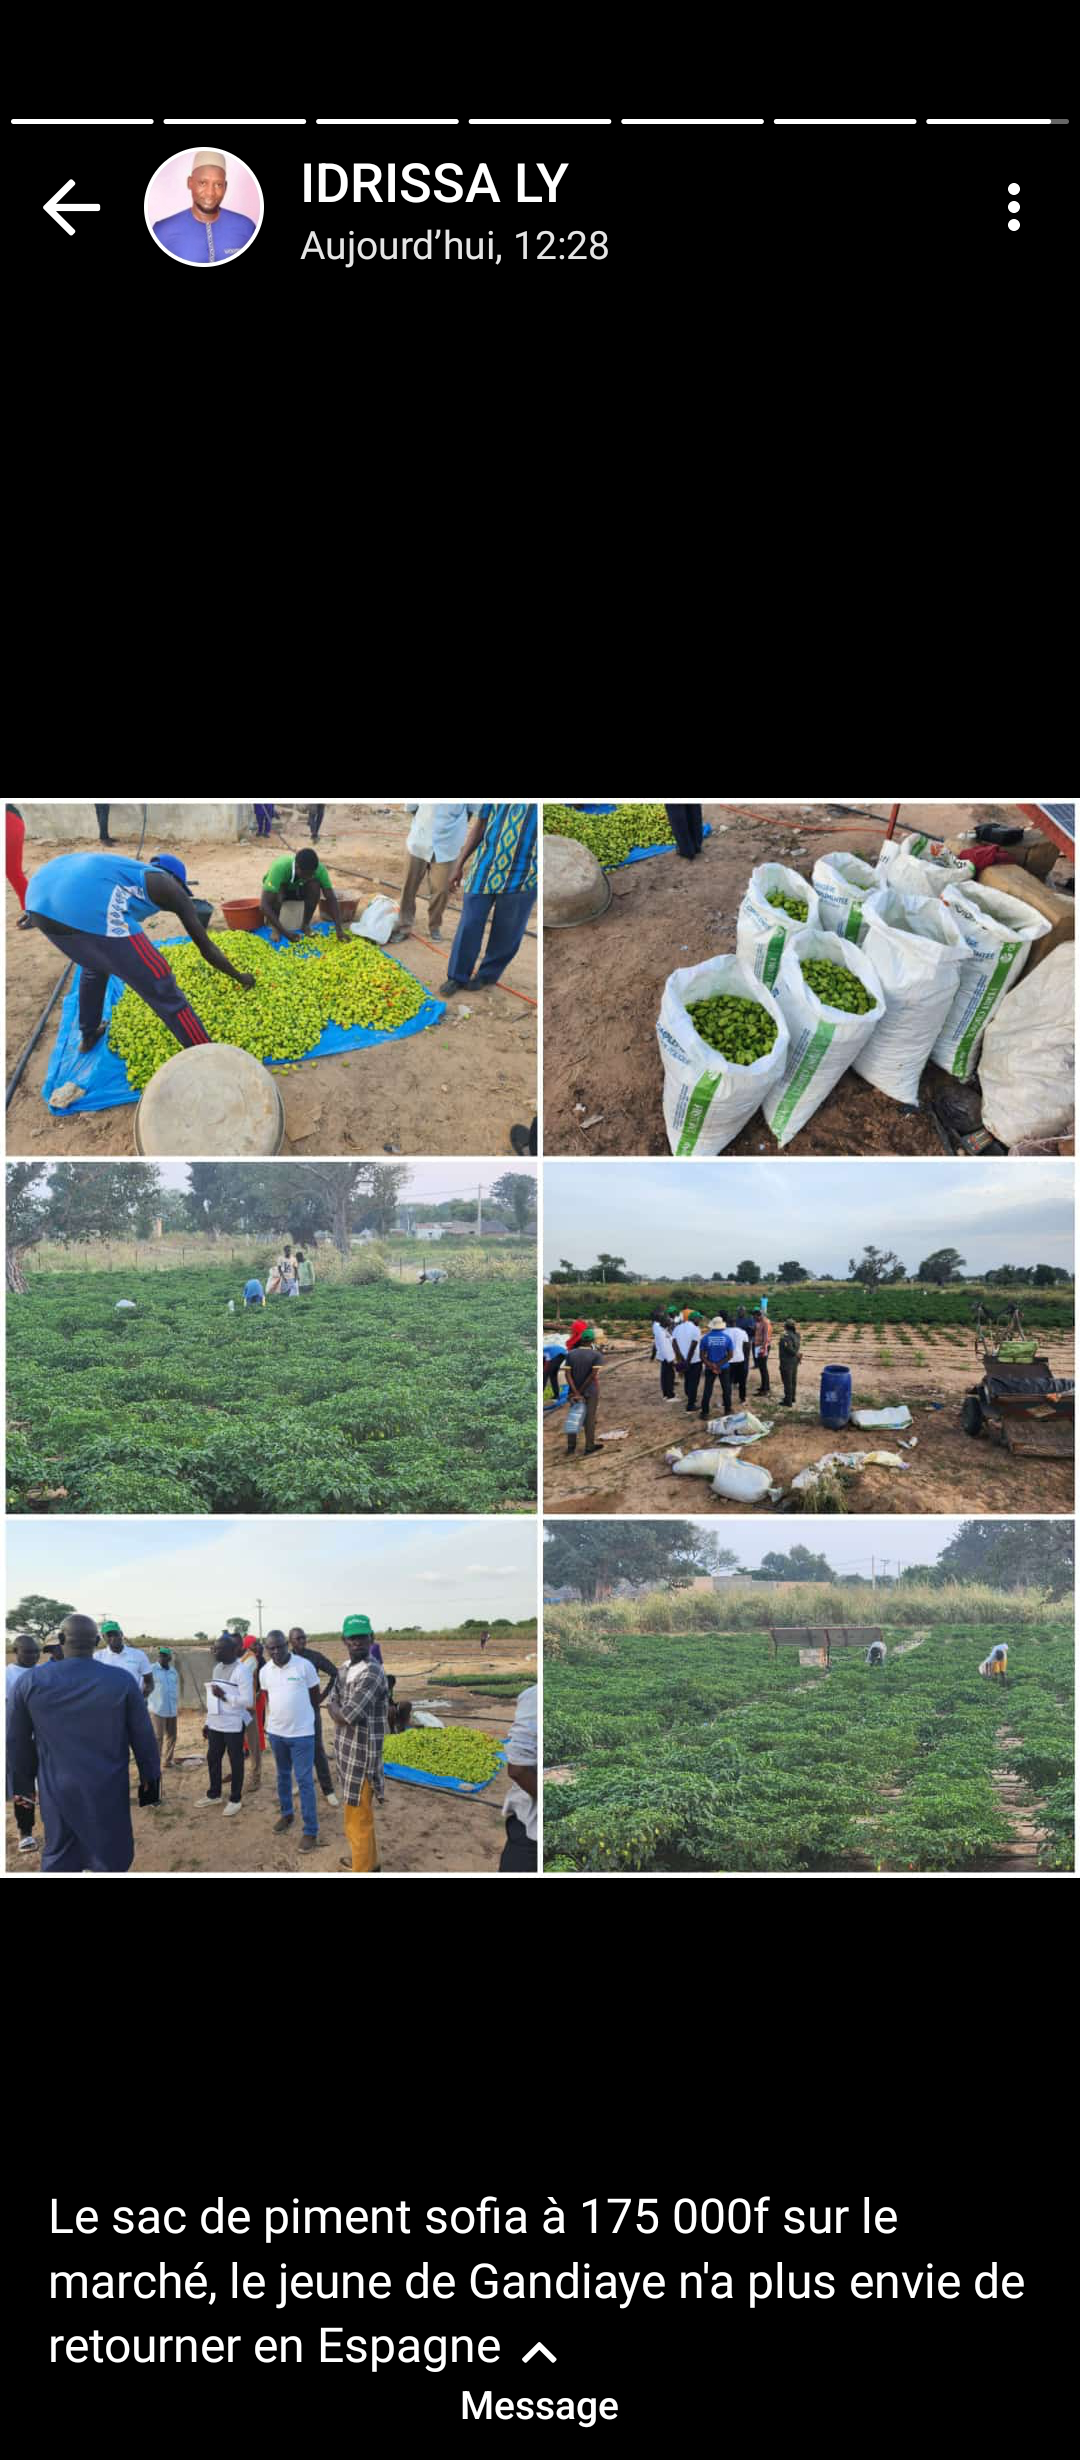 IDRISSA LY
Aujourd’hui, 12:28
Le sac de piment sofia à 175 000f sur le
marché, le jeune de Gandiaye n'a plus envie de
retourner en Espagne
Message